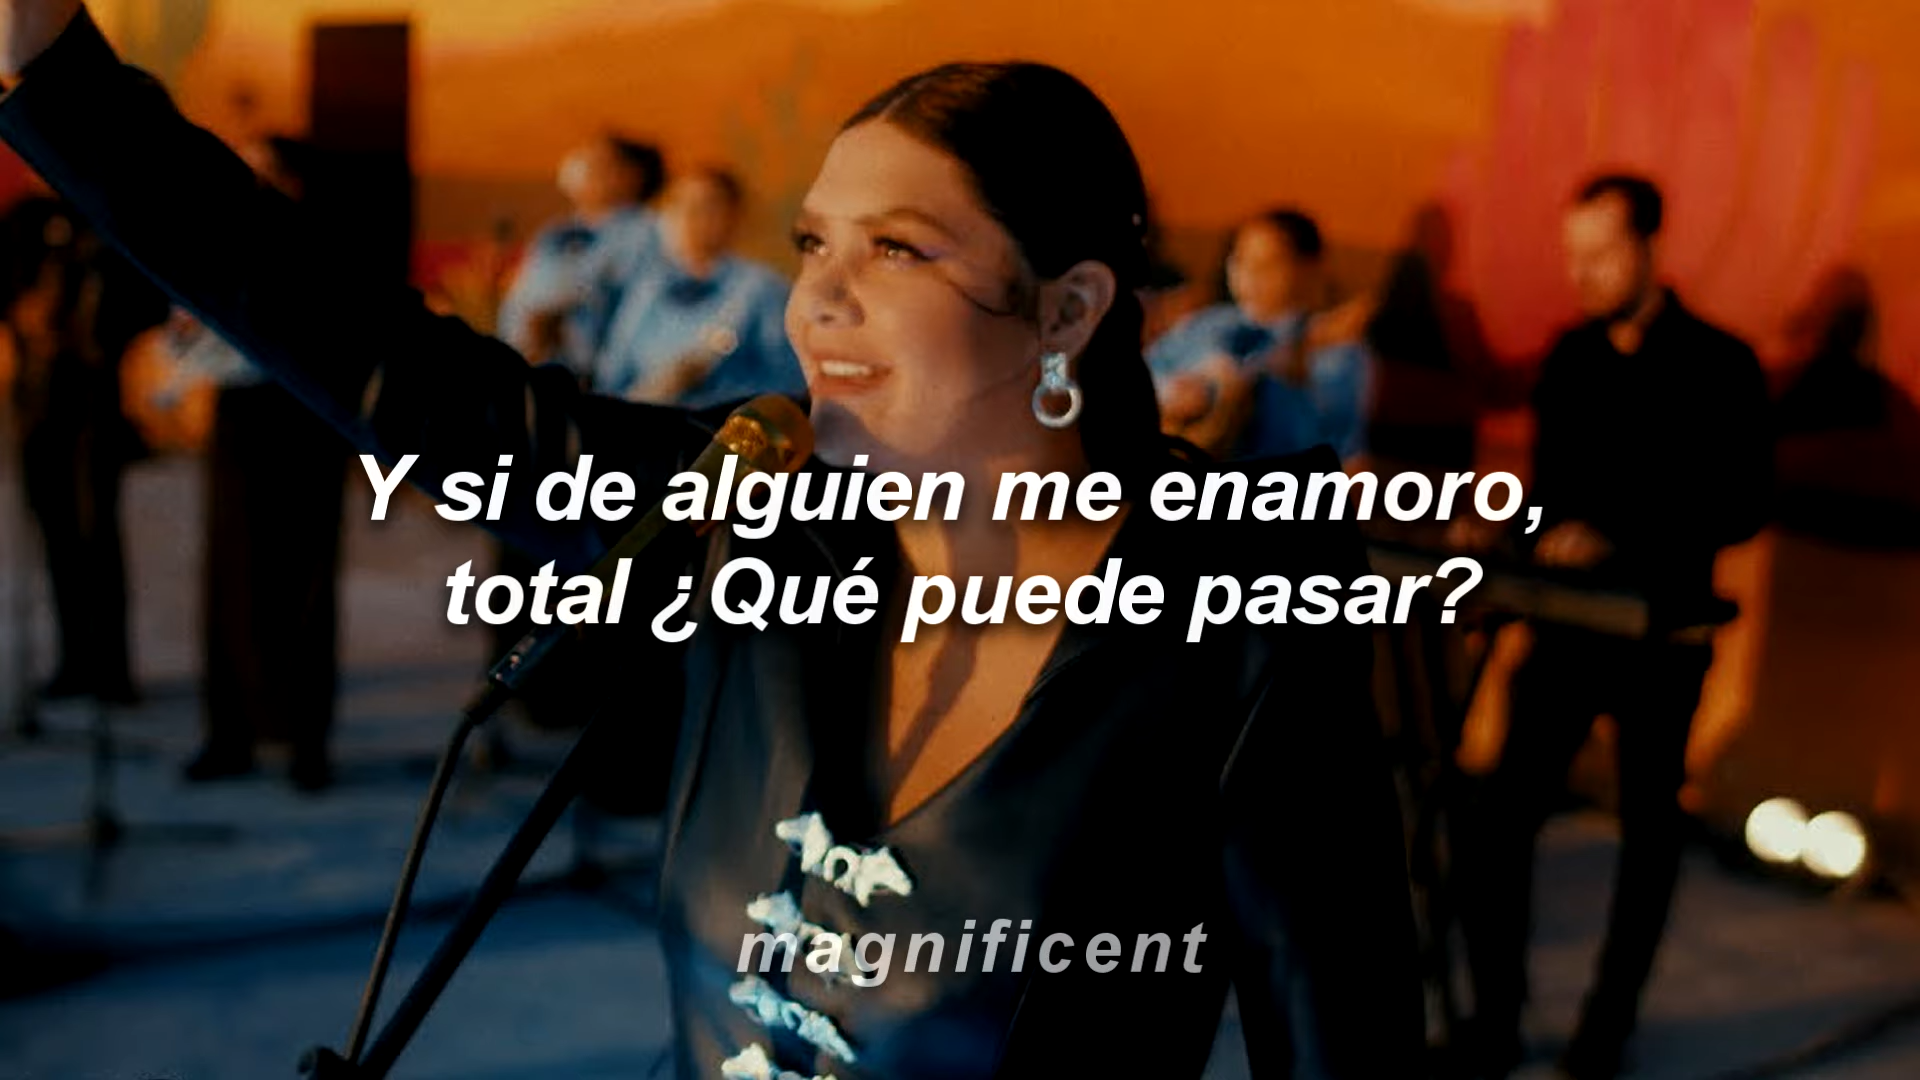 Y si de alguien me enamoro,
total ¿Qué puede pasar?
magnificent